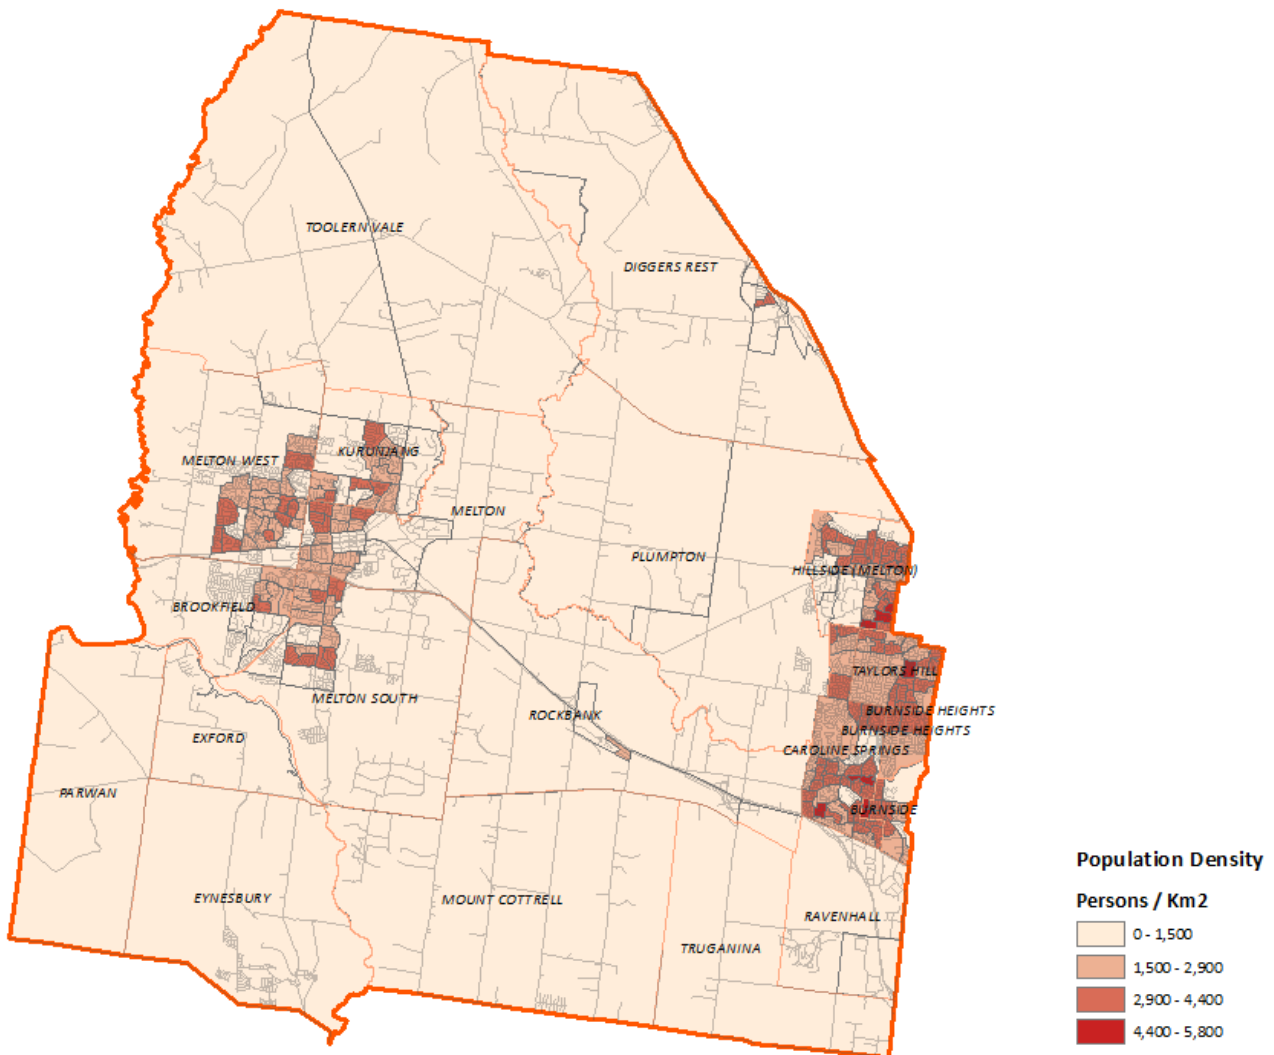 TOOLERN VALE
DIGGERS REST
KURUNJANG
MELTON WEST
MELTON
PLUMPTON
HILLSIDE (MELTON)
BROOKFIELD
TAYLORS HILL
MELTON SOUTH
BURNSIDE HEIGHTS
ROCKBANK
BURNSIDE HEIGHTS
EXFORD
CAROLINE SPRINGS
PARWAN
BURNSIDE
EYNESBURY
MOUNT COTTRELL
RAVENHALL
TRUGANINA
Population Density
Persons / Km2
0 - 1,500
1,500 - 2,900
2,900 - 4,400
4,400 - 5,800